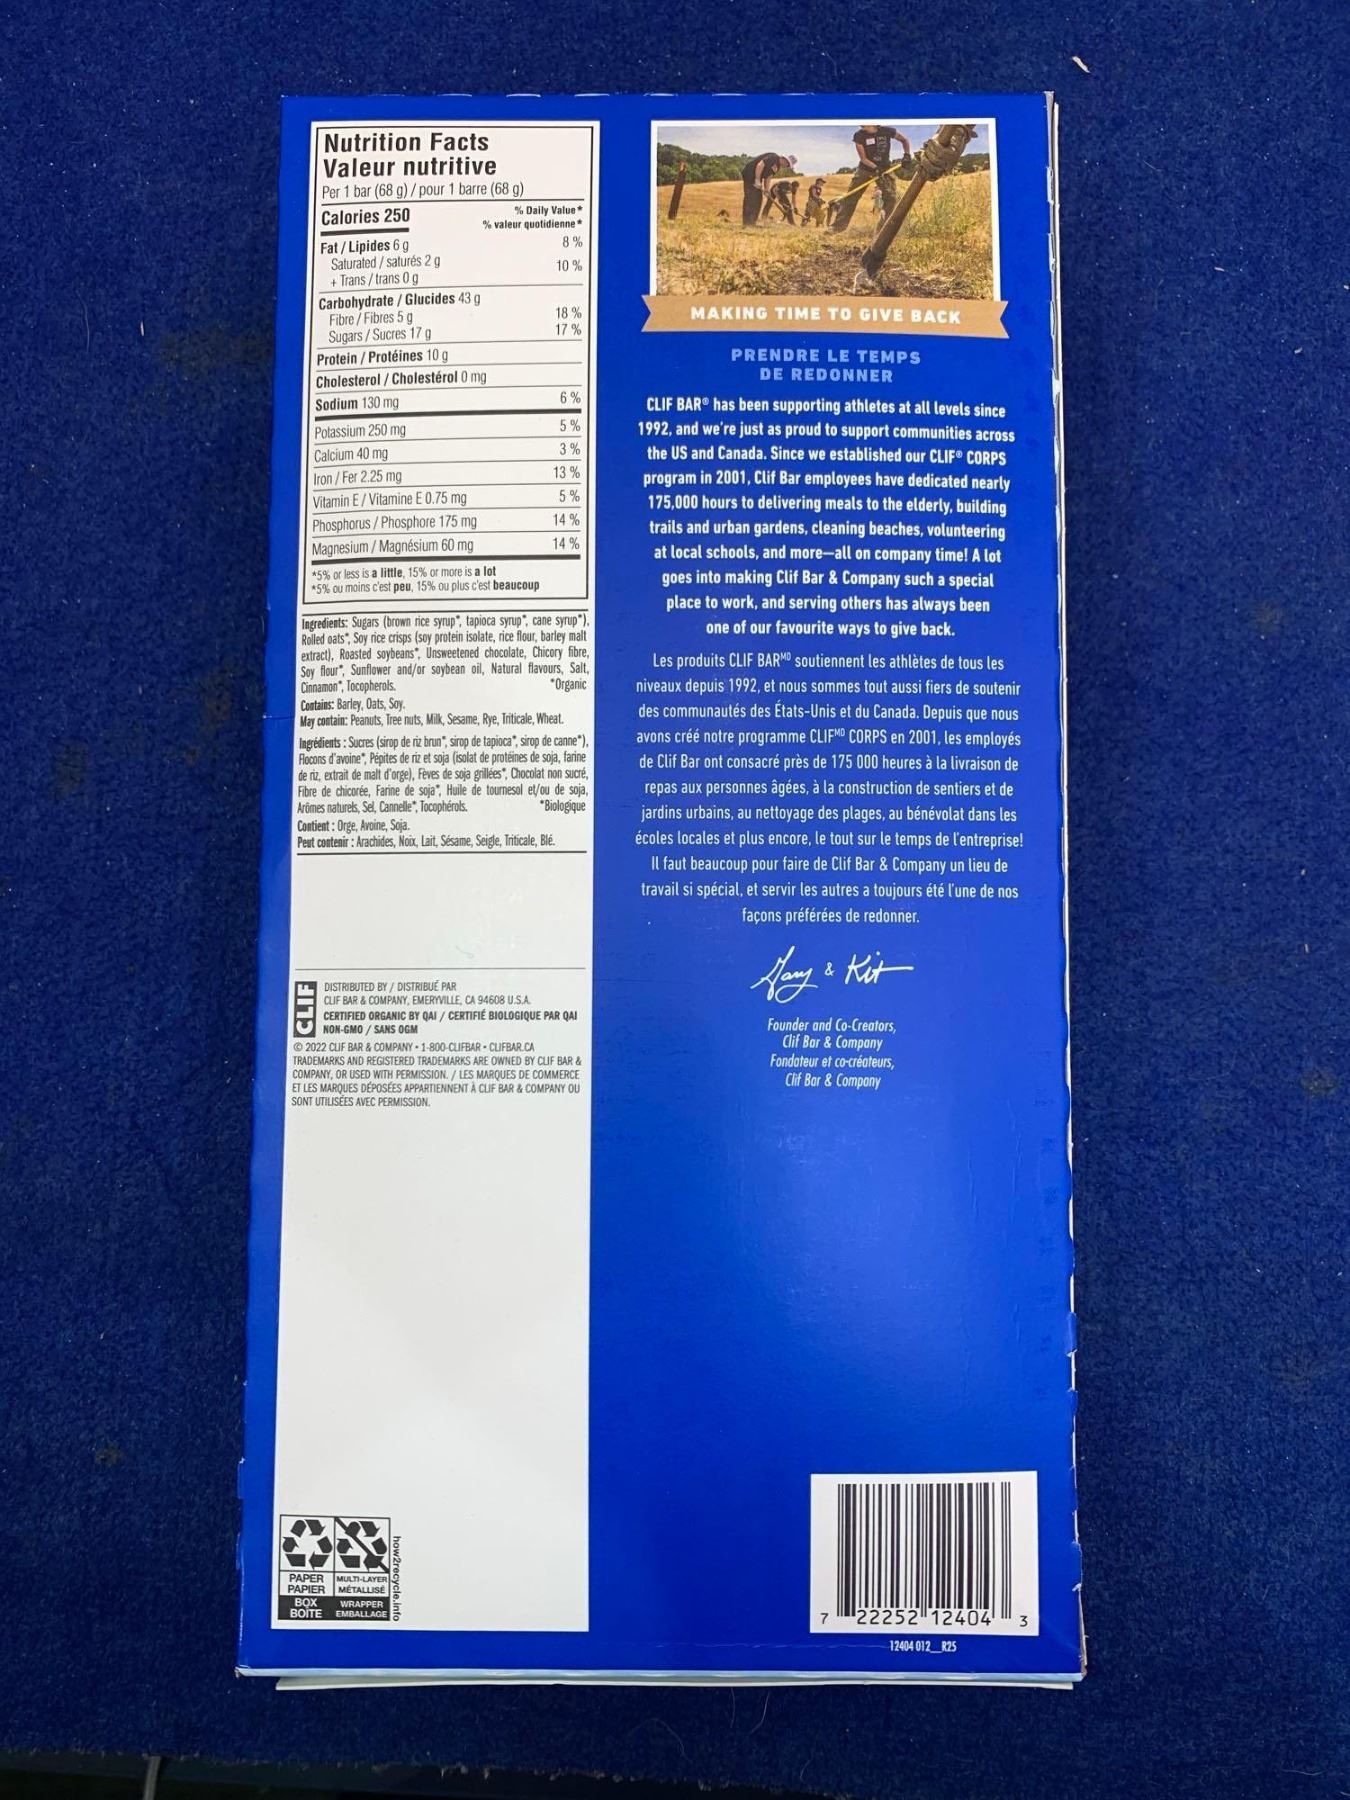 Nutrition Facts
Valeur nutritive
Per 1 bar (68 g) / pour 1 barre (68 g)
Calories 250
% Daily Value*
% valeur quotidienne*
Fat / Lipides 6 g 8 %
Saturated / saturés 2 g
+ Trans / trans 0 g 10 %
Carbohydrate / Glucides 43 g
Fibre / Fibres 5 g 18 %
Sugars / Sucres 17 g 17 %
Protein / Protéines 10 g
Cholesterol / Cholestérol 0 mg
Sodium 130 mg 6 %
Potassium 250 mg 5 %
Calcium 40 mg 3 %
Iron / Fer 2.25 mg 13 %
Vitamin E / Vitamine E 0.75 mg 5 %
Phosphorus / Phosphore 175 mg 14 %
Magnesium / Magnésium 60 mg 14 %
*5% or less is a little, 15% or more is a lot
*5% ou moins c'est peu, 15% ou plus c'est beaucoup
Ingredients: Sugars (brown rice syrup*, tapioca syrup*, cane syrup*),
Rolled oats*, Soy rice crisps (soy protein isolate, rice flour, barley malt
extract), Roasted soybeans*, Unsweetened chocolate, Chicory fibre,
Soy flour*, Sunflower and/or soybean oil, Natural flavours, Salt,
Cinnamon*, Tocopherols. *Organic
Contains: Barley, Oats, Soy.
May contain: Peanuts, Tree nuts, Milk, Sesame, Rye, Triticale, Wheat.
Ingrédients : Sucres (sirop de riz brun*, sirop de tapioca*, sirop de canne*),
Flocons d'avoine*, Pépites de riz et soja (isolat de protéines de soja, farine
de riz, extrait de malt d'orge), Fèves de soja grillées*, Chocolat non sucré,
Fibre de chicorée, Farine de soja*, Huile de tournesol et/ou de soja,
Arômes naturels, Sel, Cannelle*, Tocophérols. *Biologique
Contient : Orge, Avoine, Soja.
Peut contenir : Arachides, Noix, Lait, Sésame, Seigle, Triticale, Blé.
CLIF
DISTRIBUTED BY / DISTRIBUÉ PAR
CLIF BAR & COMPANY, EMERYVILLE, CA 94608 U.S.A.
CERTIFIED ORGANIC BY QAI / CERTIFIÉ BIOLOGIQUE PAR QAI
NON-GMO / SANS OGM
© 2022 CLIF BAR & COMPANY • 1-800-CLIFBAR • CLIFBAR.CA
TRADEMARKS AND REGISTERED TRADEMARKS ARE OWNED BY CLIF BAR &
COMPANY, OR USED WITH PERMISSION. / LES MARQUES DE COMMERCE
ET LES MARQUES DÉPOSÉES APPARTIENNENT À CLIF BAR & COMPANY OU
SONT UTILISÉES AVEC PERMISSION.
PAPER
PAPIER
BOX
BOÎTE
MULTI-LAYER
MÉTALLISÉ
WRAPPER
EMBALLAGE
how2recycle.info
MAKING TIME TO GIVE BACK
PRENDRE LE TEMPS
DE REDONNER
CLIF BAR® has been supporting athletes at all levels since
1992, and we're just as proud to support communities across
the US and Canada. Since we established our CLIF® CORPS
program in 2001, Clif Bar employees have dedicated nearly
175,000 hours to delivering meals to the elderly, building
trails and urban gardens, cleaning beaches, volunteering
at local schools, and more—all on company time! A lot
goes into making Clif Bar & Company such a special
place to work, and serving others has always been
one of our favourite ways to give back.
Les produits CLIF BARMD soutiennent les athlètes de tous les
niveaux depuis 1992, et nous sommes tout aussi fiers de soutenir
des communautés des États-Unis et du Canada. Depuis que nous
avons créé notre programme CLIFMD CORPS en 2001, les employés
de Clif Bar ont consacré près de 175 000 heures à la livraison de
repas aux personnes âgées, à la construction de sentiers et de
jardins urbains, au nettoyage des plages, au bénévolat dans les
écoles locales et plus encore, le tout sur le temps de l'entreprise!
Il faut beaucoup pour faire de Clif Bar & Company un lieu de
travail si spécial, et servir les autres a toujours été l'une de nos
façons préférées de redonner.
Gary & Kit
Founder and Co-Creators,
Clif Bar & Company
Fondateur et co-créateurs,
Clif Bar & Company
7 22252 12404 3
12404 012_R25